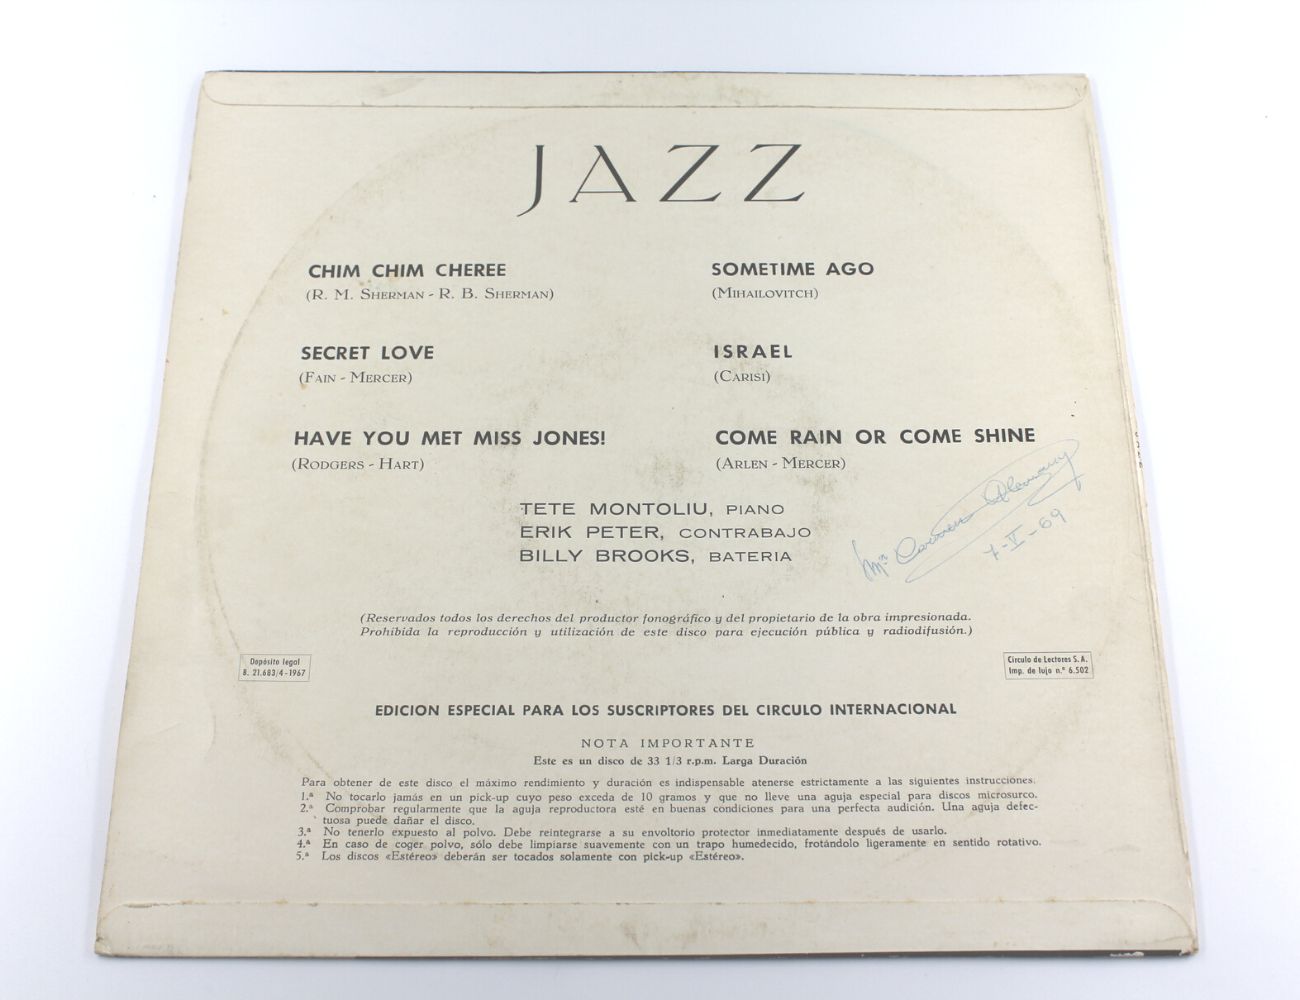 JAZZ
CHIM CHIM CHEREE
(R. M. SHERMAN - R. B. SHERMAN)
SECRET LOVE
(FAIN - MERCER)
HAVE YOU MET MISS JONES!
(RODGERS - HART)
SOMETIME AGO
(MIHAILOVITCH)
ISRAEL
(CARISI)
COME RAIN OR COME SHINE
(ARLEN - MERCER)
TETE MONTOLIU, PIANO
ERIK PETER, CONTRABAJO
BILLY BROOKS, BATERIA
Mª Carmen Alemany
7-V-69
(Reservados todos los derechos del productor fonográfico y del propietario de la obra impresionada.
Prohibida la reproducción y utilización de este disco para ejecución pública y radiodifusión.)
Depósito legal
B. 21.683/4-1967
Círculo de Lectores S. A.
Imp. de lujo n.º 6.502
EDICION ESPECIAL PARA LOS SUSCRIPTORES DEL CIRCULO INTERNACIONAL
NOTA IMPORTANTE
Este es un disco de 33 1/3 r.p.m. Larga Duración
Para obtener de este disco el máximo rendimiento y duración es indispensable atenerse estrictamente a las siguientes instrucciones:
1.ª No tocarlo jamás en un pick-up cuyo peso exceda de 10 gramos y que no lleve una aguja especial para discos microsurco.
2.ª Comprobar regularmente que la aguja reproductora esté en buenas condiciones para una perfecta audición. Una aguja defec-
tuosa puede dañar el disco.
3.ª No tenerlo expuesto al polvo. Debe reintegrarse a su envoltorio protector inmediatamente después de usarlo.
4.ª En caso de coger polvo, sólo debe limpiarse suavemente con un trapo humedecido, frotándolo ligeramente en sentido rotativo.
5.ª Los discos «Estéreo» deberán ser tocados solamente con pick-up «Estéreo».